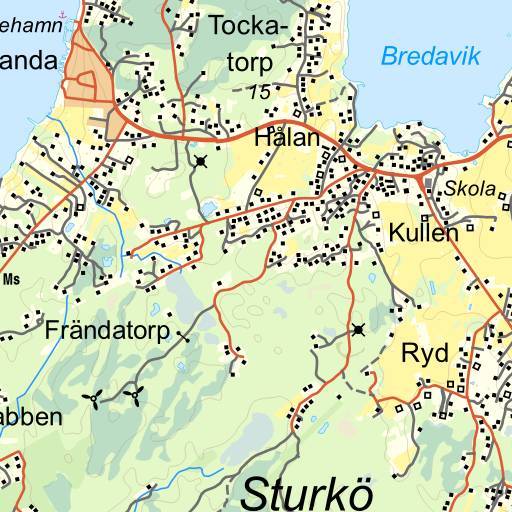 ehamn
anda
Tocka-
torp
Bredavik
15
Hålan
Skola
Kullen
Ms
Frändatorp
Ryd
abben
Sturkö